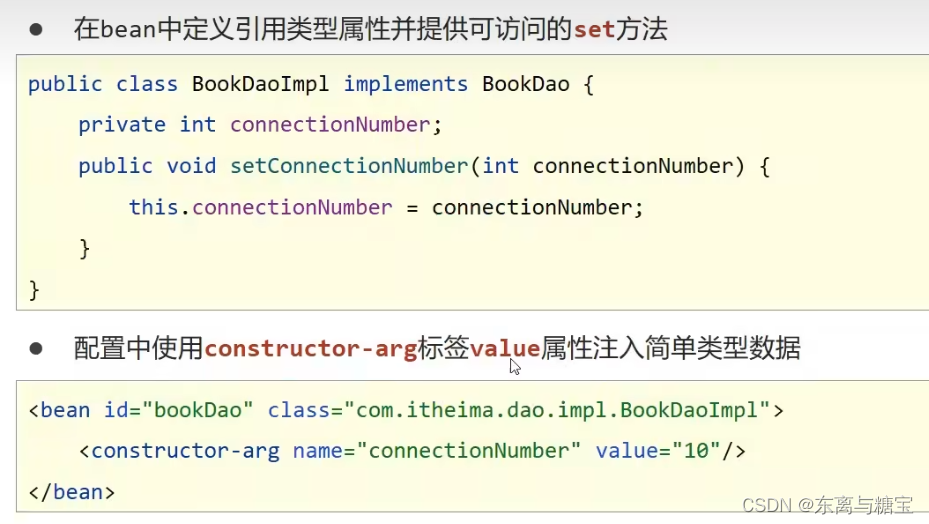 ● 在bean中定义引用类型属性并提供可访问的set方法
public class BookDaoImpl implements BookDao {
    private int connectionNumber;
    public void setConnectionNumber(int connectionNumber) {
        this.connectionNumber = connectionNumber;
    }
}
● 配置中使用constructor-arg标签value属性注入简单类型数据
<bean id="bookDao" class="com.itheima.dao.impl.BookDaoImpl">
    <constructor-arg name="connectionNumber" value="10"/>
</bean>
CSDN @东离与糖宝